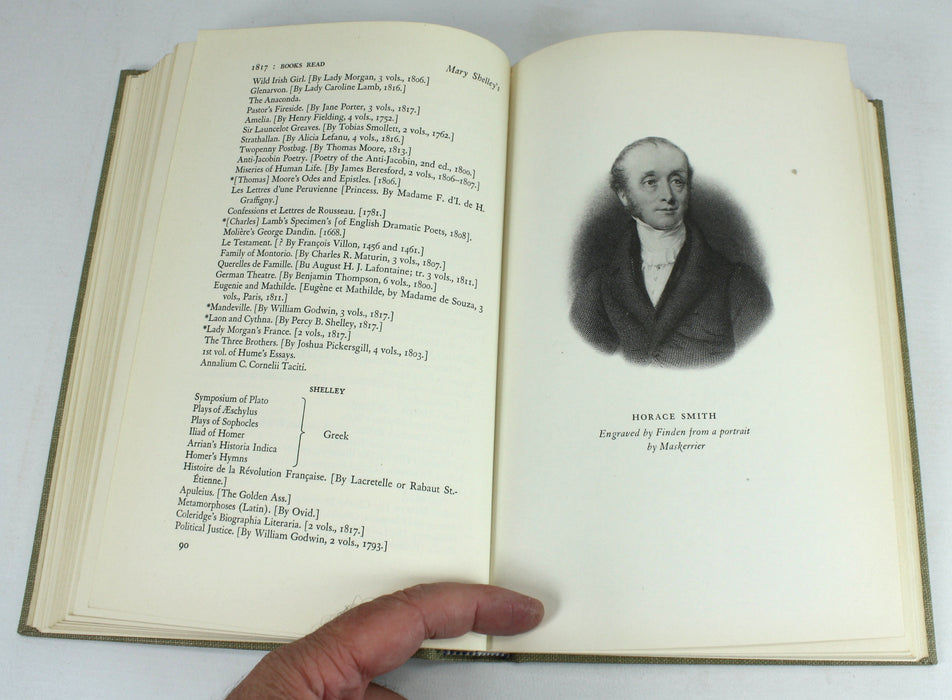 1817 : BOOKS READ
Mary Shelley's
Wild Irish Girl. [By Lady Morgan, 3 vols., 1806.]
Glenarvon. [By Lady Caroline Lamb, 1816.]
The Anaconda.
Pastor's Fireside. [By Jane Porter, 3 vols., 1817.]
Amelia. [By Henry Fielding, 4 vols., 1752.]
Sir Launcelot Greaves. [By Tobias Smollett, 2 vols., 1762.]
Strathallan. [By Alicia Lefanu, 4 vols., 1816.]
Twopenny Postbag. [By Thomas Moore, 1813.]
Anti-Jacobin Poetry. [Poetry of the Anti-Jacobin, 2nd ed., 1800.]
Miseries of Human Life. [By James Beresford, 2 vols., 1806–1807.]
*[Thomas] Moore's Odes and Epistles. [1806.]
Les Lettres d'une Peruvienne [Princess. By Madame F. d'I. de H.
Graffigny.]
Confessions et Lettres de Rousseau. [1781.]
*[Charles] Lamb's Specimen's [of English Dramatic Poets, 1808].
Molière's George Dandin. [1668.]
Le Testament. [? By François Villon, 1456 and 1461.]
Family of Montorio. [By Charles R. Maturin, 3 vols., 1807.]
Querelles de Famille. [Bu August H. J. Lafontaine; tr. 3 vols., 1811.]
German Theatre. [By Benjamin Thompson, 6 vols., 1800.]
Eugenie and Mathilde. [Eugène et Mathilde, by Madame de Souza, 3
vols., Paris, 1811.]
*Mandeville. [By William Godwin, 3 vols., 1817.]
*Laon and Cythna. [By Percy B. Shelley, 1817.]
*Lady Morgan's France. [2 vols., 1817.]
The Three Brothers. [By Joshua Pickersgill, 4 vols., 1803.]
1st vol. of Hume's Essays.
Annalium C. Cornelii Taciti.
SHELLEY
Symposium of Plato
Plays of Æschylus
Plays of Sophocles
Iliad of Homer
Arrian's Historia Indica
Homer's Hymns
Greek
Histoire de la Révolution Française. [By Lacretelle or Rabaut St.-
Étienne.]
Apuleius. [The Golden Ass.]
Metamorphoses (Latin). [By Ovid.]
Coleridge's Biographia Literaria. [2 vols., 1817.]
Political Justice. [By William Godwin, 2 vols., 1793.]
90
HORACE SMITH
Engraved by Finden from a portrait
by Maskerrier